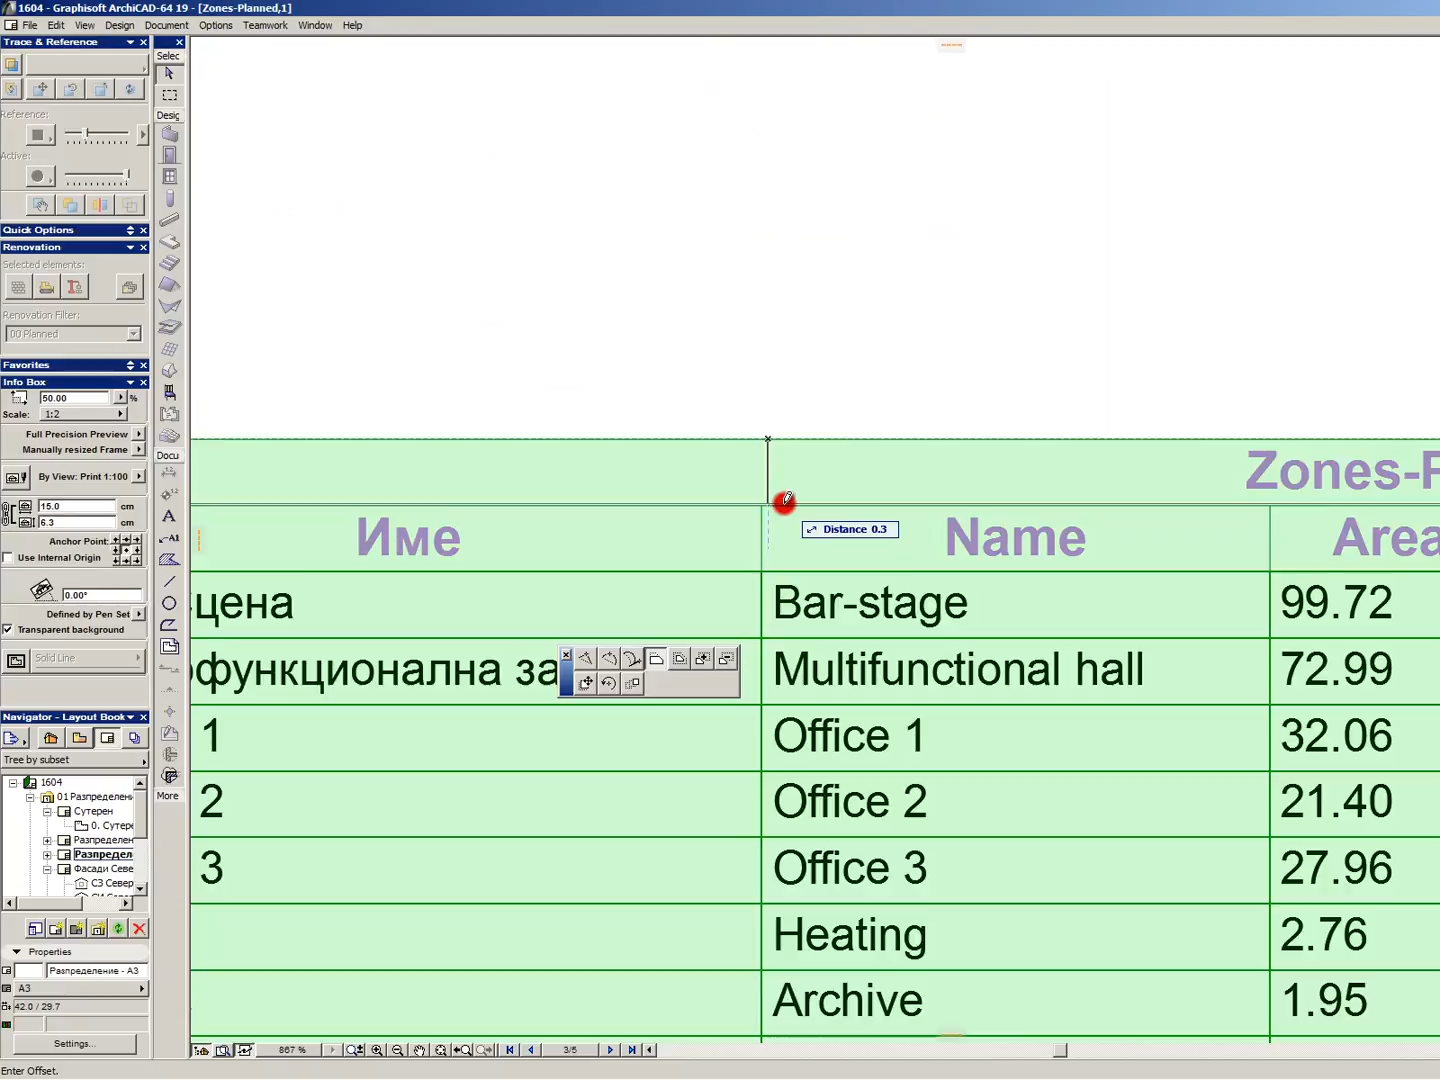 1604 - Graphisoft ArchiCAD-64 19 - [Zones-Planned,1]
File Edit View Design Document Options Teamwork Window Help
Trace & Reference
Selec
Desig
Reference:
Active:
Quick Options
Renovation
Selected elements:
Renovation Filter:
00 Planned
Favorites
Info Box
50.00 %
Scale: 1:2
Full Precision Preview
Manually resized Frame
Docu
By View: Print 1:100
15.0 cm
6.3 cm
Anchor Point:
Use Internal Origin
0.00°
Defined by Pen Set
Transparent background
Solid Line
Navigator - Layout Book
Tree by subset
More
1604
01 Разпределен
Сутерен
0. Сутере
Разпределен
Разпредел
Фасади Севе
СЗ Север
Properties
Разпределение - A3
A3
42.0 / 29.7
Settings...
Zones-P
Име Name Area
Distance 0.3
цена Bar-stage 99.72
офункционална за Multifunctional hall 72.99
1 Office 1 32.06
2 Office 2 21.40
3 Office 3 27.96
Heating 2.76
Archive 1.95
867 % 3/5
Enter Offset.